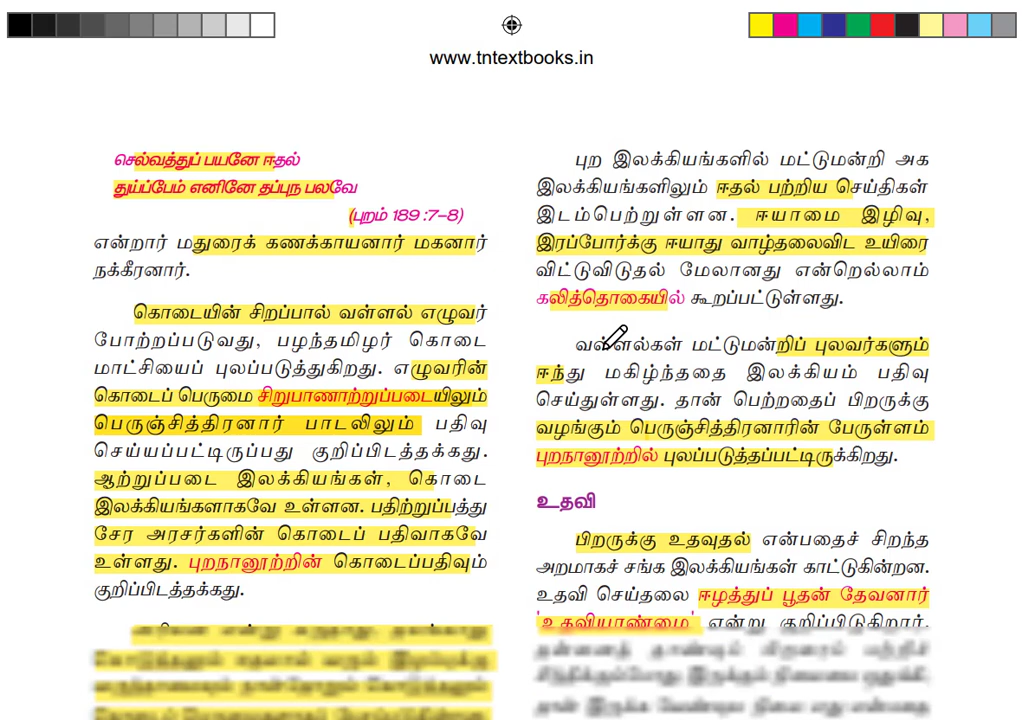 www.tntextbooks.in
செல்வத்துப் பயனே ஈதல்
துய்ப்பேம் எனினே தப்புந பலவே
(புறம் 189 :7-8)
என்றார் மதுரைக் கணக்காயனார் மகனார்
நக்கீரனார்.
கொடையின் சிறப்பால் வள்ளல் எழுவர்
போற்றப்படுவது, பழந்தமிழர் கொடை
மாட்சியைப் புலப்படுத்துகிறது. எழுவரின்
கொடைப் பெருமை சிறுபாணாற்றுப்படையிலும்
பெருஞ்சித்திரனார் பாடலிலும் பதிவு
செய்யப்பட்டிருப்பது குறிப்பிடத்தக்கது.
ஆற்றுப்படை இலக்கியங்கள், கொடை
இலக்கியங்களாகவே உள்ளன. பதிற்றுப்பத்து
சேர அரசர்களின் கொடைப் பதிவாகவே
உள்ளது. புறநானூற்றின் கொடைப்பதிவும்
குறிப்பிடத்தக்கது.
புற இலக்கியங்களில் மட்டுமன்றி அக
இலக்கியங்களிலும் ஈதல் பற்றிய செய்திகள்
இடம்பெற்றுள்ளன. ஈயாமை இழிவு,
இரப்போர்க்கு ஈயாது வாழ்தலைவிட உயிரை
விட்டுவிடுதல் மேலானது என்றெல்லாம்
கலித்தொகையில் கூறப்பட்டுள்ளது.
வள்ளல்கள் மட்டுமன்றிப் புலவர்களும்
ஈந்து மகிழ்ந்ததை இலக்கியம் பதிவு
செய்துள்ளது. தான் பெற்றதைப் பிறருக்கு
வழங்கும் பெருஞ்சித்திரனாரின் பேருள்ளம்
புறநானூற்றில் புலப்படுத்தப்பட்டிருக்கிறது.
உதவி
பிறருக்கு உதவுதல் என்பதைச் சிறந்த
அறமாகச் சங்க இலக்கியங்கள் காட்டுகின்றன.
உதவி செய்தலை ஈழத்துப் பூதன் தேவனார்
'உதவியாண்மை' என்று குறிப்பிடுகிறார்.